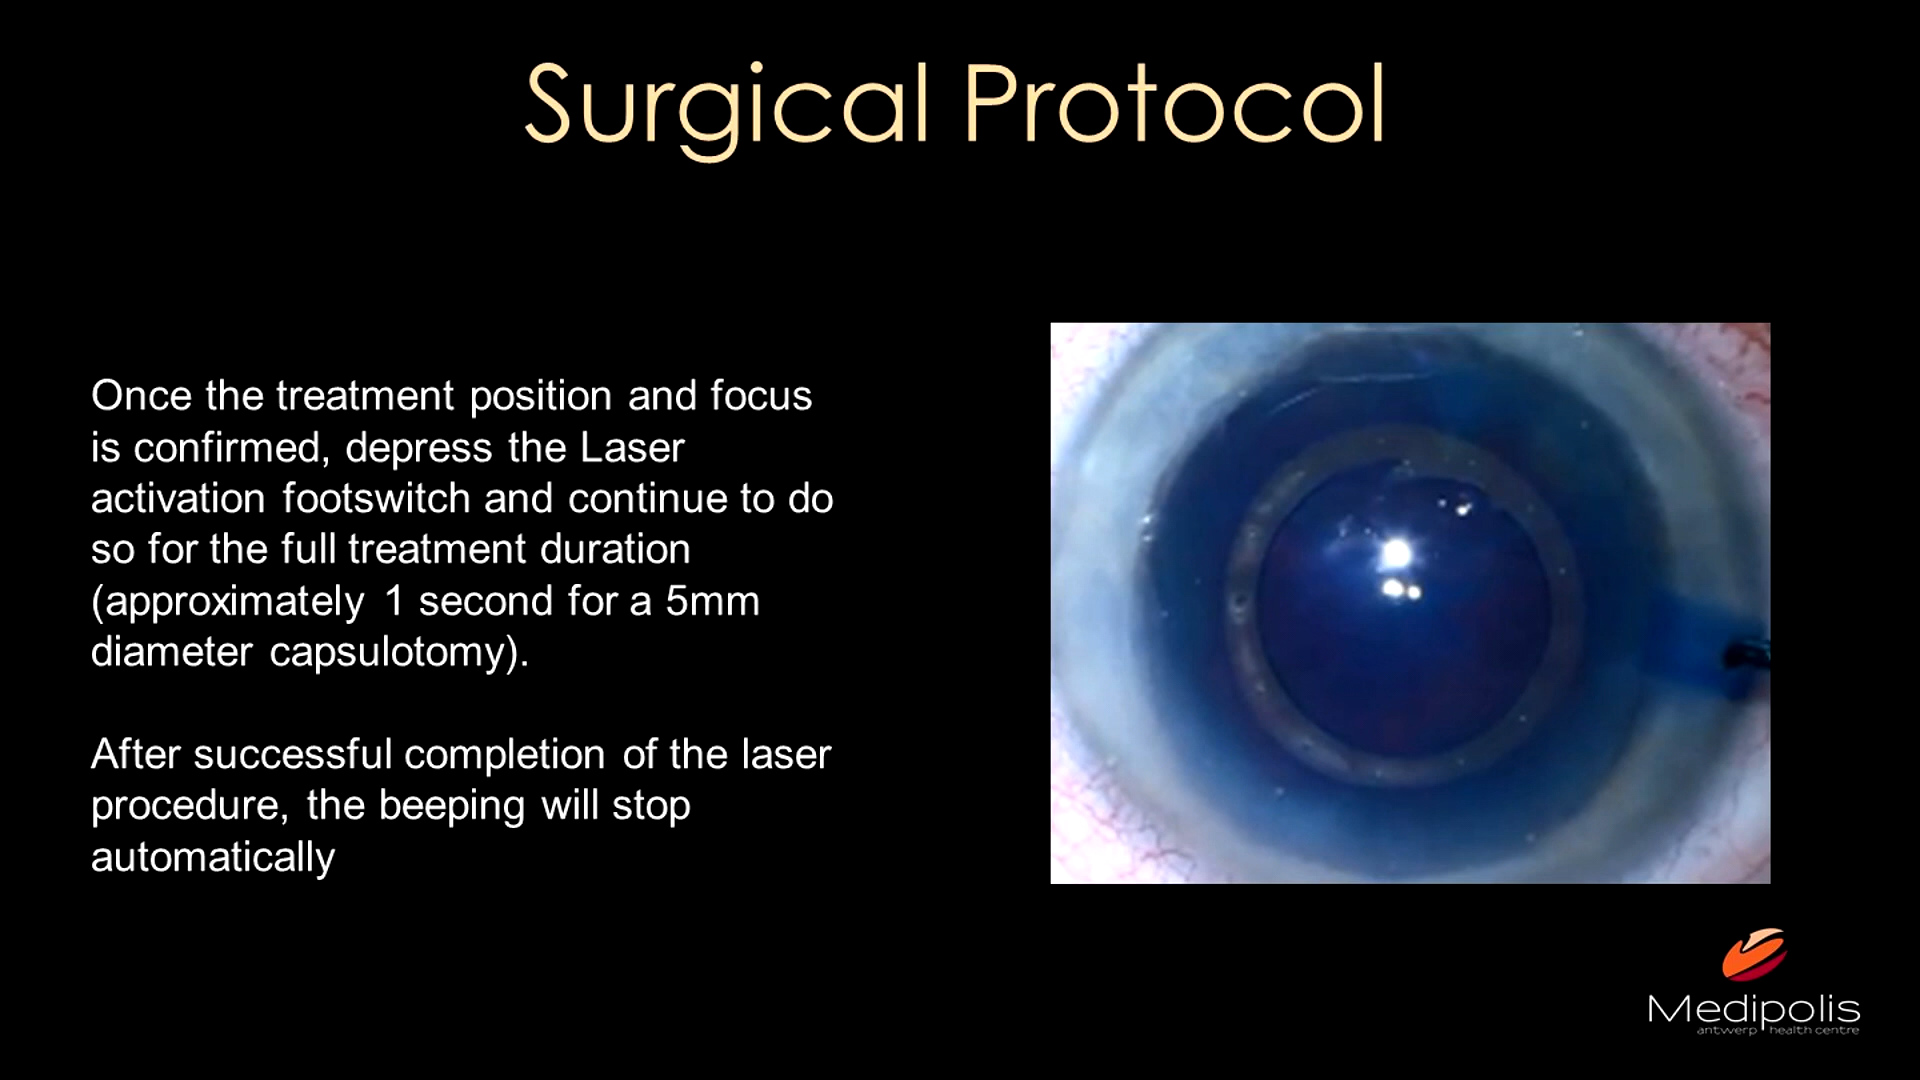 Surgical Protocol
Once the treatment position and focus
is confirmed, depress the Laser
activation footswitch and continue to do
so for the full treatment duration
(approximately 1 second for a 5mm
diameter capsulotomy).
After successful completion of the laser
procedure, the beeping will stop
automatically
Medipolis
antwerp health centre